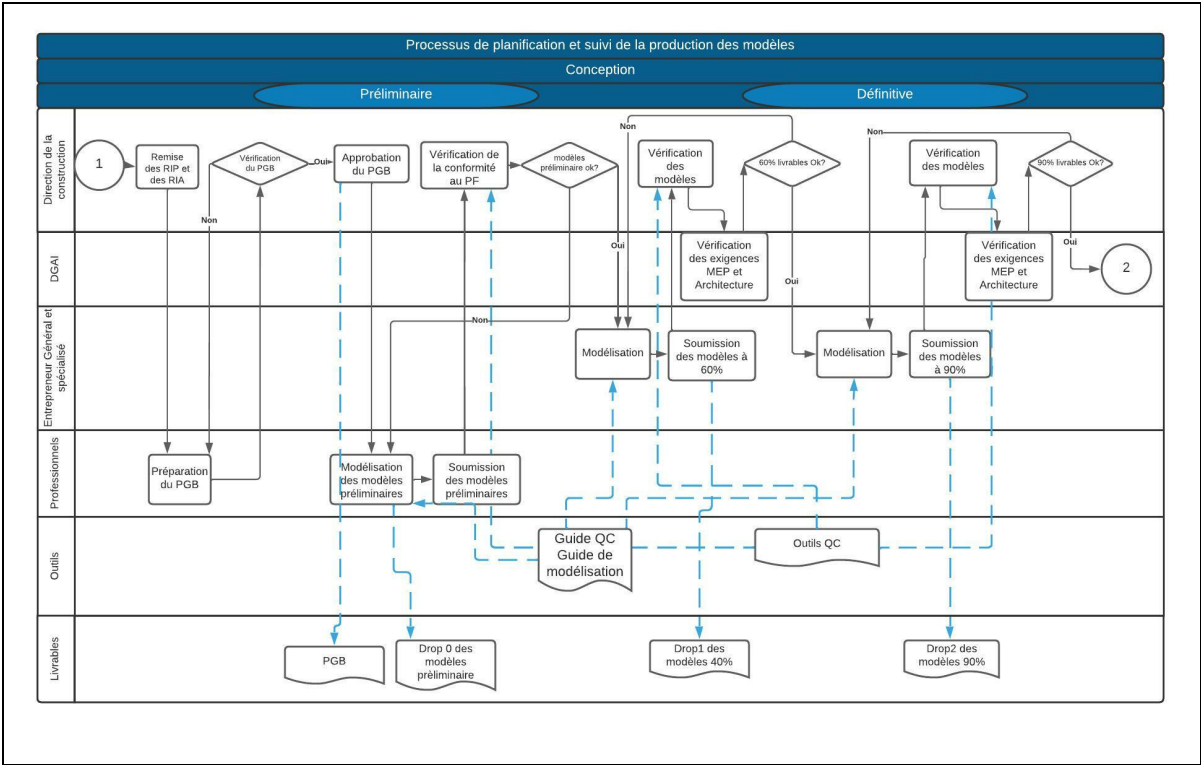 Processus de planification et suivi de la production des modèles
Conception
Préliminaire
Définitive
Direction de la
construction
1
Remise
des RIP et
des RIA
Vérification
du PGB
Oui
Non
Approbation
du PGB
Vérification de
la conformité
au PF
modèles
préliminaire ok?
Non
Vérification
des
modèles
60% livrables Ok?
Non
Vérification
des modèles
90% livrables Ok?
DGAI
Oui
Vérification
des exigences
MEP et
Architecture
Oui
Vérification
des exigences
MEP et
Architecture
Oui
2
Entrepreneur Général et
spécialisé
Non
Modélisation
Soumission
des modèles à
60%
Modélisation
Soumission
des modèles
à 90%
Professionnels
Préparation
du PGB
Modélisation
des modèles
préliminaires
Soumission
des modèles
préliminaires
Outils
Guide QC
Guide de
modélisation
Outils QC
Livrables
PGB
Drop 0 des
modèles
prèliminaire
Drop1 des
modèles 40%
Drop2 des
modèles 90%